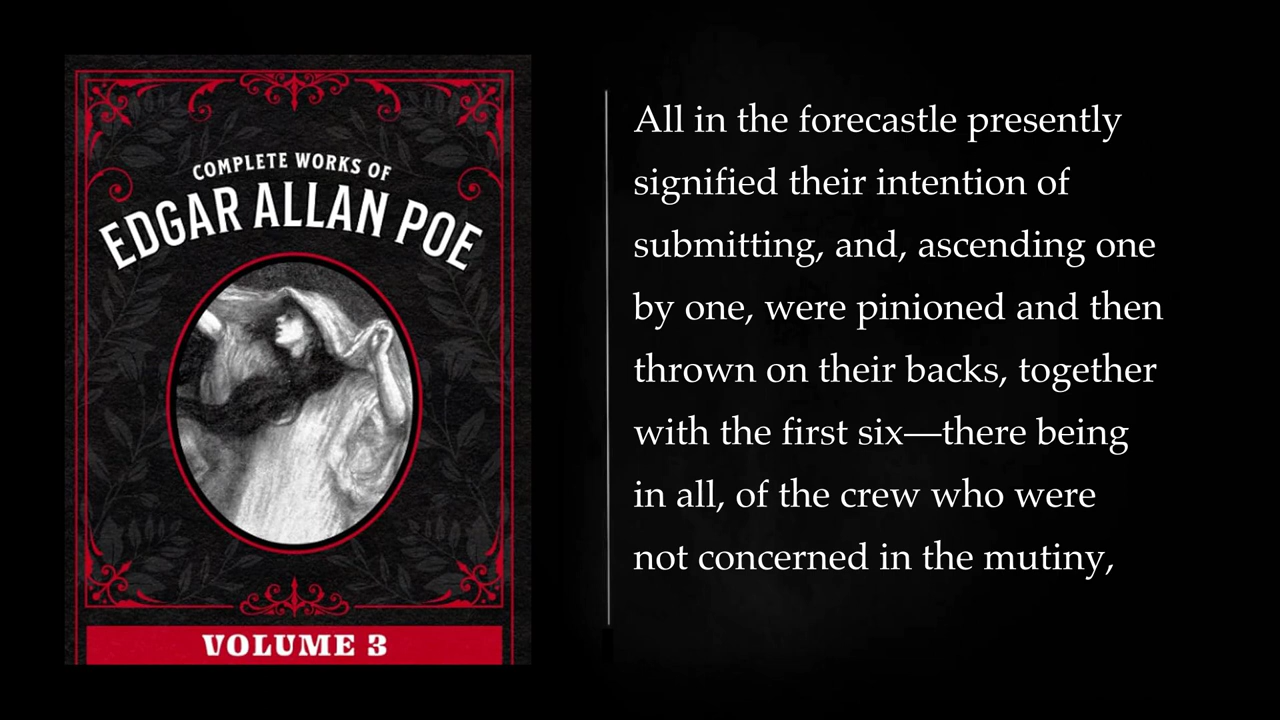 COMPLETE WORKS OF
EDGAR ALLAN POE
VOLUME 3
All in the forecastle presently
signified their intention of
submitting, and, ascending one
by one, were pinioned and then
thrown on their backs, together
with the first six—there being
in all, of the crew who were
not concerned in the mutiny,